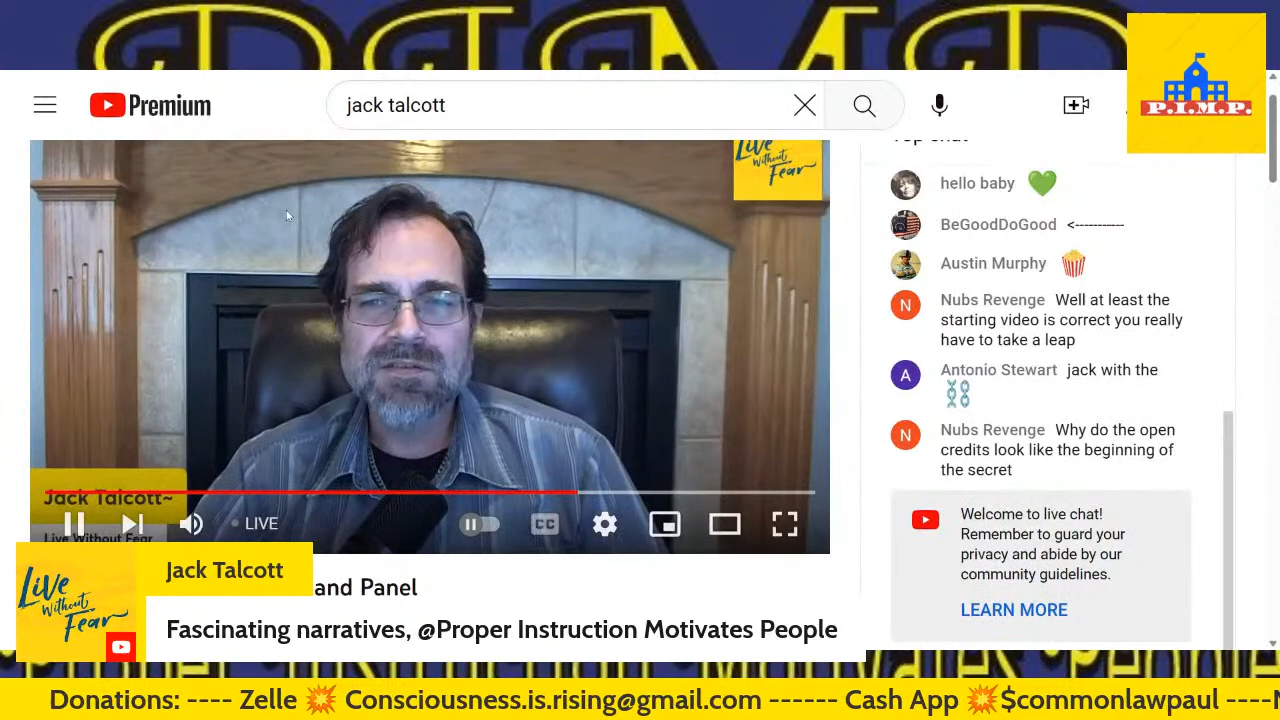 P.I.M.P.
Premium
jack talcott
P.I.M.P.
Live
Without
Fear
Top chat
hello baby
BeGoodDoGood <-----------
Austin Murphy
Nubs Revenge Well at least the
starting video is correct you really
have to take a leap
Antonio Stewart jack with the
Nubs Revenge Why do the open
credits look like the beginning of
the secret
Jack Talcott~
LIVE
CC
Live Without Fear
Welcome to live chat!
Remember to guard your
privacy and abide by our
community guidelines.
LEARN MORE
Live
Without
Fear
Jack Talcott
and Panel
Fascinating narratives, @Proper Instruction Motivates People
Donations: ---- Zelle 💥 Consciousness.is.rising@gmail.com ------ Cash App 💥$commonlawpaul ----N